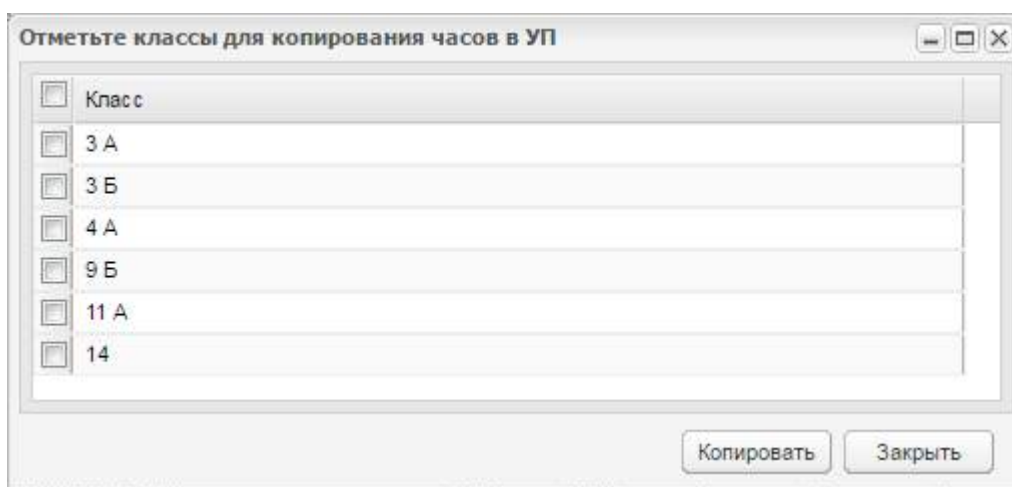 Отметьте классы для копирования часов в УП
Класс
3 А
3 Б
4 А
9 Б
11 А
14
Копировать Закрыть